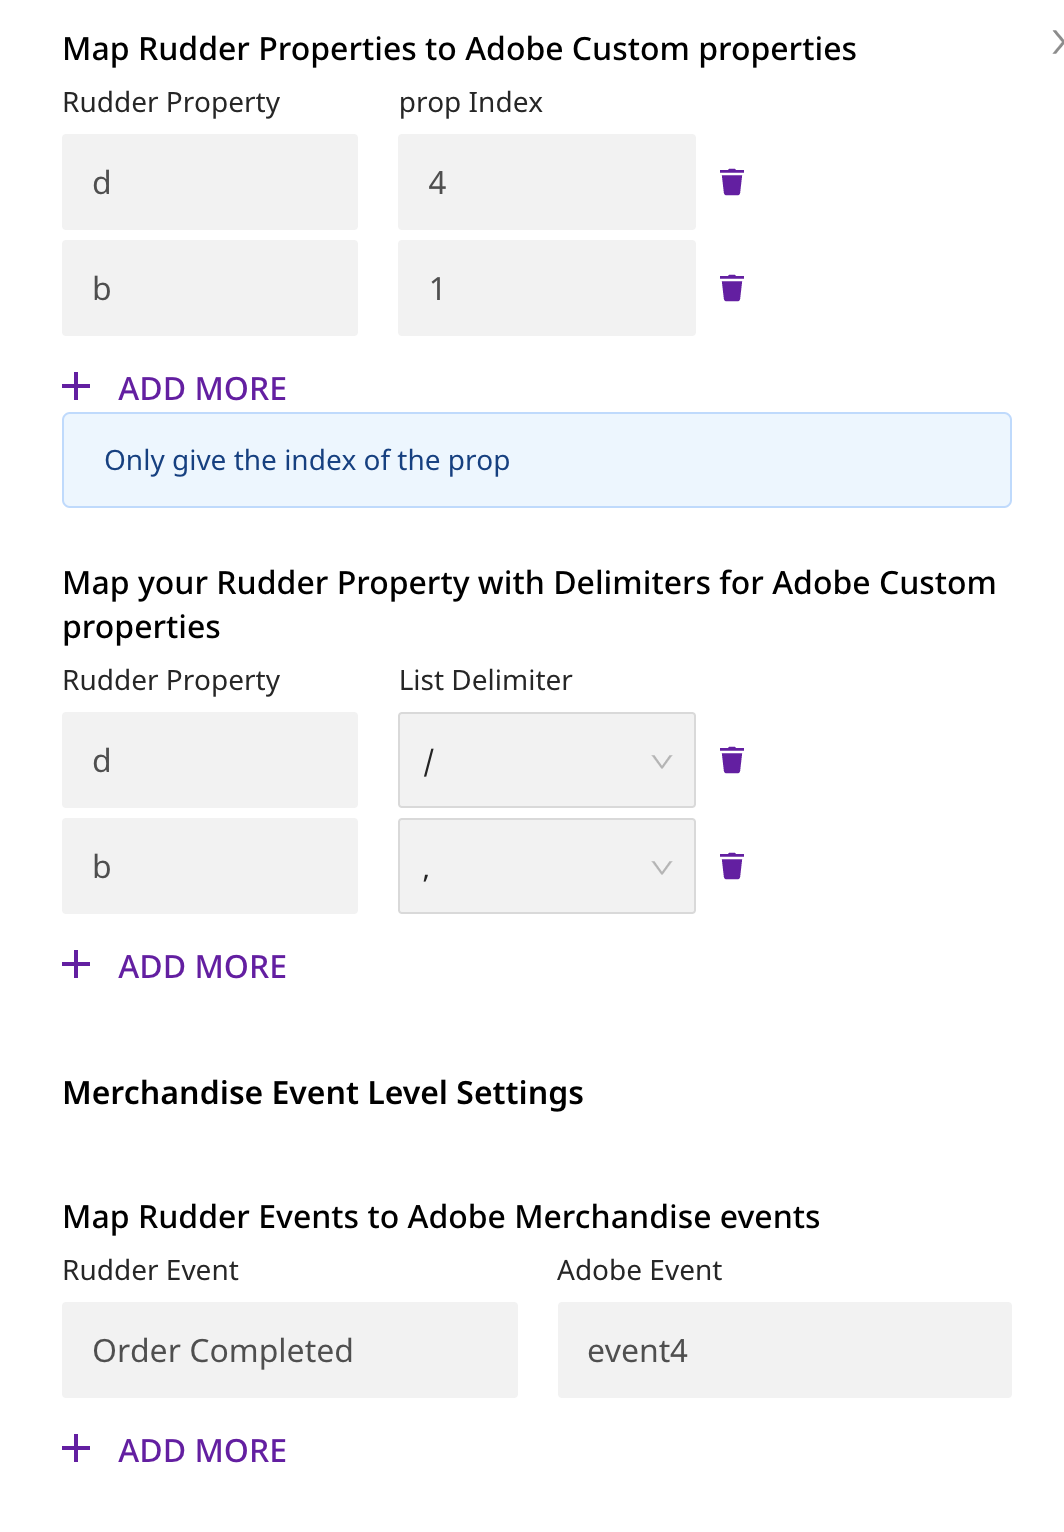 Map Rudder Properties to Adobe Custom properties
Rudder Property prop Index
d 4
b 1
+ ADD MORE
Only give the index of the prop
Map your Rudder Property with Delimiters for Adobe Custom
properties
Rudder Property List Delimiter
d /
b ,
+ ADD MORE
Merchandise Event Level Settings
Map Rudder Events to Adobe Merchandise events
Rudder Event Adobe Event
Order Completed event4
+ ADD MORE